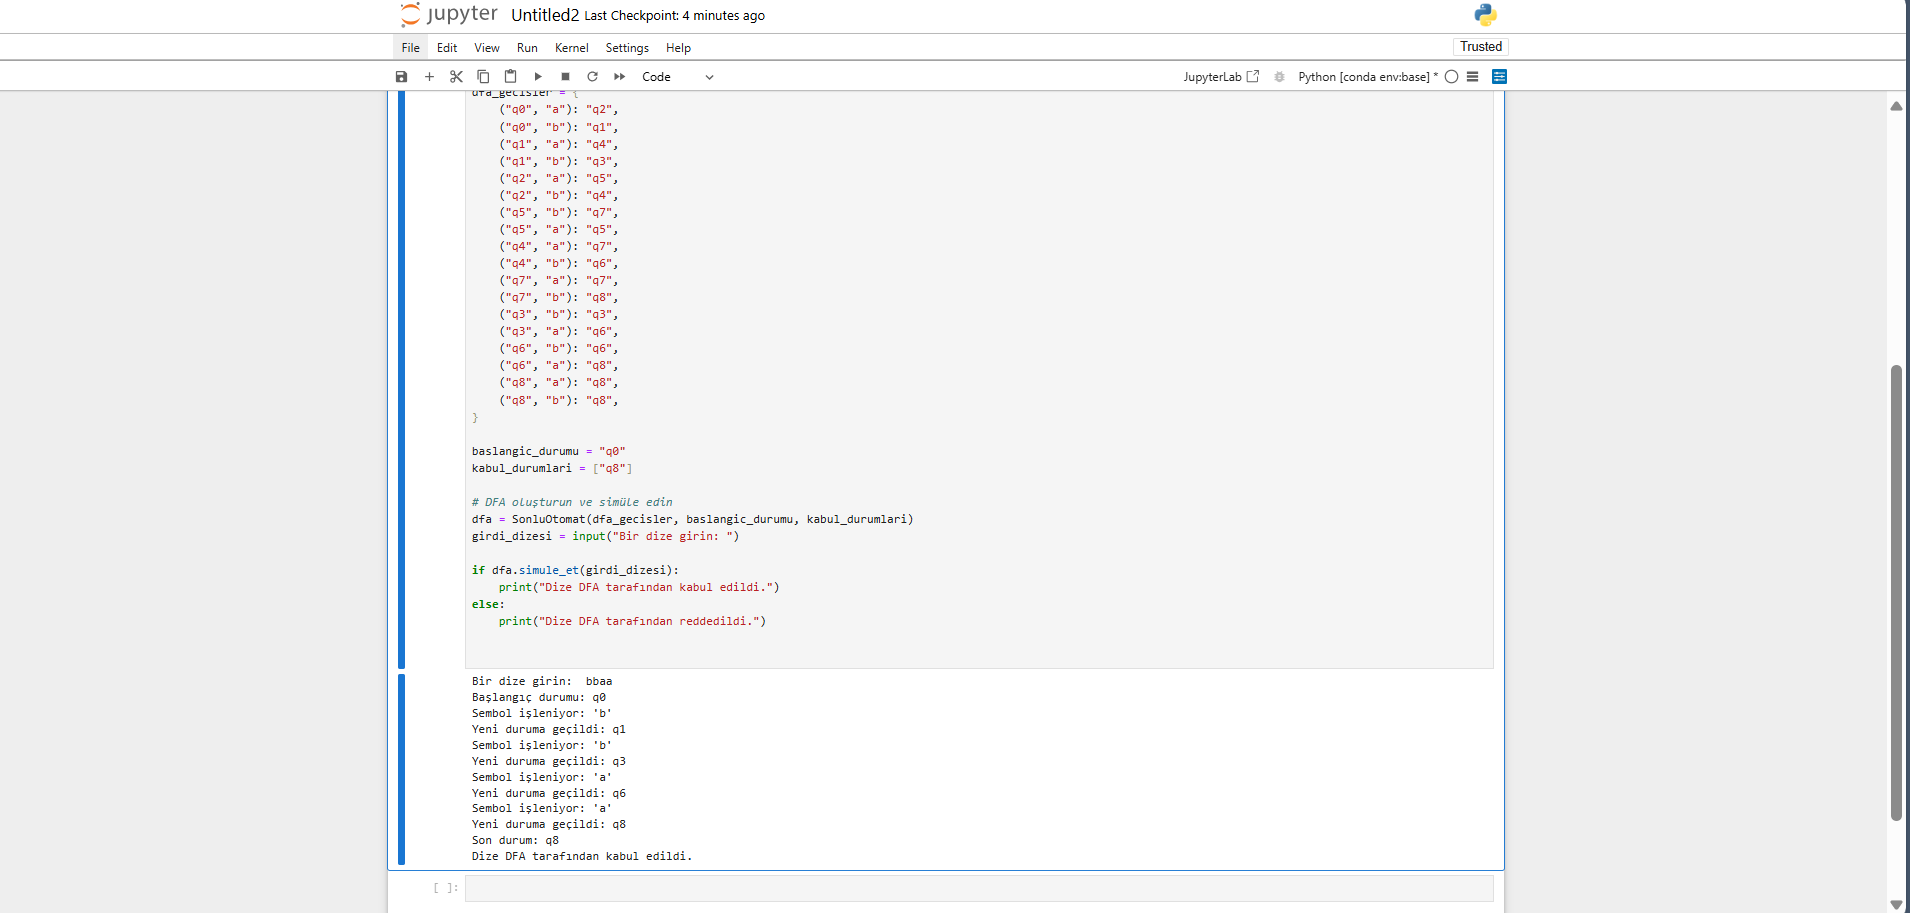 jupyter Untitled2 Last Checkpoint: 4 minutes ago
File Edit View Run Kernel Settings Help
Trusted
Code
JupyterLab
Python [conda env:base] *
dfa_gecisler = {
    ("q0", "a"): "q2",
    ("q0", "b"): "q1",
    ("q1", "a"): "q4",
    ("q1", "b"): "q3",
    ("q2", "a"): "q5",
    ("q2", "b"): "q4",
    ("q5", "b"): "q7",
    ("q5", "a"): "q5",
    ("q4", "a"): "q7",
    ("q4", "b"): "q6",
    ("q7", "a"): "q7",
    ("q7", "b"): "q8",
    ("q3", "b"): "q3",
    ("q3", "a"): "q6",
    ("q6", "b"): "q6",
    ("q6", "a"): "q8",
    ("q8", "a"): "q8",
    ("q8", "b"): "q8",
}
baslangic_durumu = "q0"
kabul_durumlari = ["q8"]
# DFA oluşturun ve simüle edin
dfa = SonluOtomat(dfa_gecisler, baslangic_durumu, kabul_durumlari)
girdi_dizesi = input("Bir dize girin: ")
if dfa.simule_et(girdi_dizesi):
    print("Dize DFA tarafından kabul edildi.")
else:
    print("Dize DFA tarafından reddedildi.")
Bir dize girin:  bbaa
Başlangıç durumu: q0
Sembol işleniyor: 'b'
Yeni duruma geçildi: q1
Sembol işleniyor: 'b'
Yeni duruma geçildi: q3
Sembol işleniyor: 'a'
Yeni duruma geçildi: q6
Sembol işleniyor: 'a'
Yeni duruma geçildi: q8
Son durum: q8
Dize DFA tarafından kabul edildi.
[ ]: